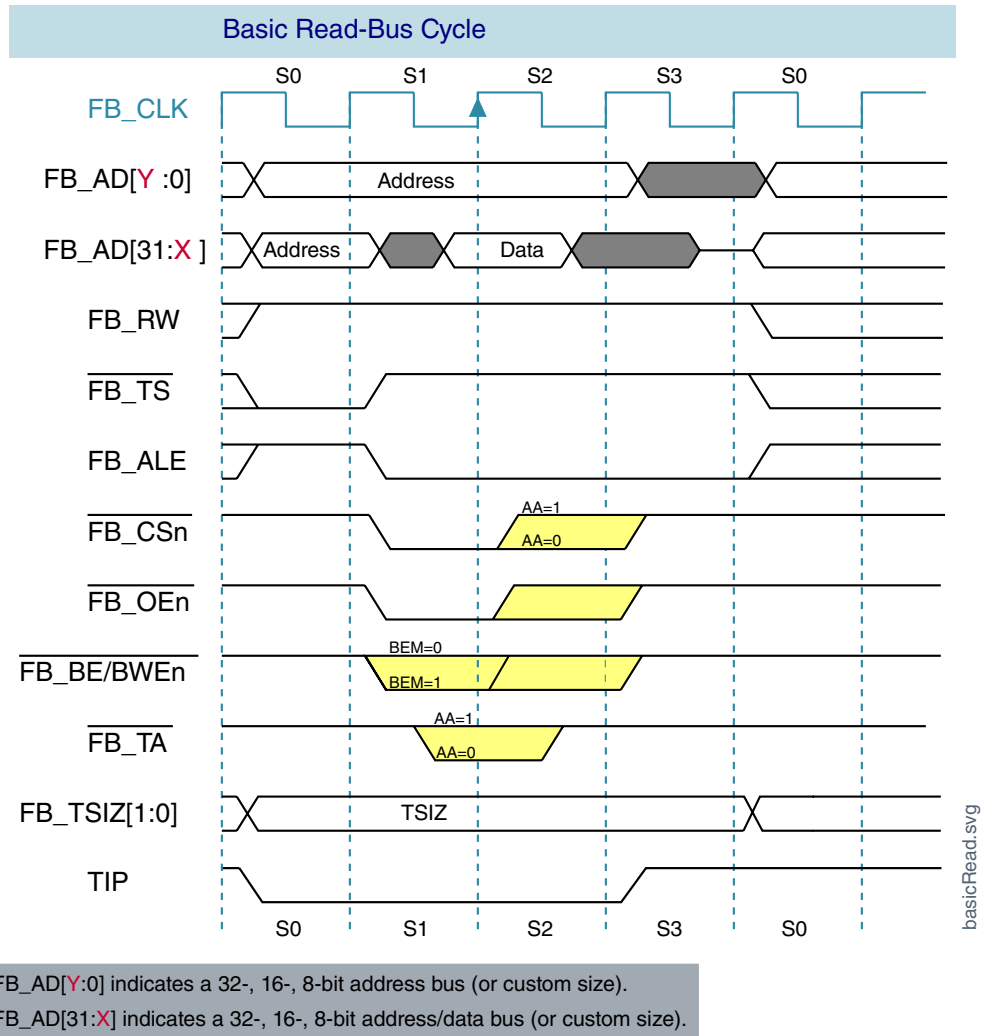 Basic Read-Bus Cycle
S0 S1 S2 S3 S0
FB_CLK
FB_AD[Y :0] Address
FB_AD[31:X ] Address Data
FB_RW
FB_TS
FB_ALE
AA=1
FB_CSn AA=0
FB_OEn
BEM=0
FB_BE/BWEn BEM=1
AA=1
FB_TA AA=0
FB_TSIZ[1:0] TSIZ
TIP
S0 S1 S2 S3 S0
basicRead.svg
FB_AD[Y:0] indicates a 32-, 16-, 8-bit address bus (or custom size).
FB_AD[31:X] indicates a 32-, 16-, 8-bit address/data bus (or custom size).